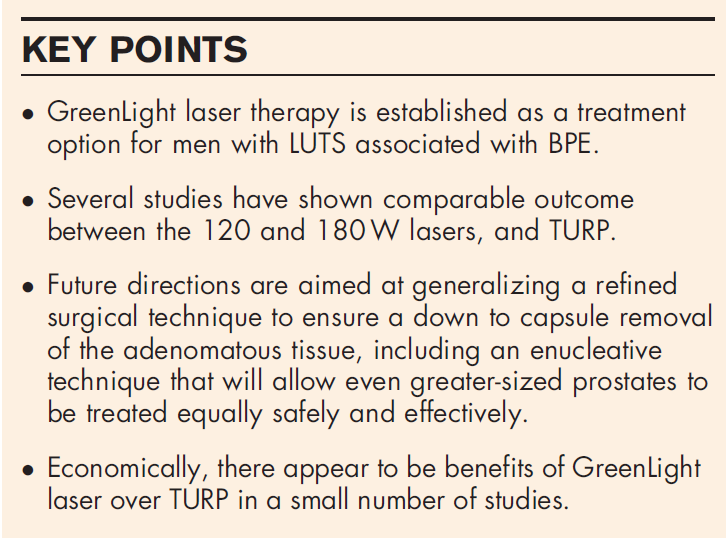 KEY POINTS
• GreenLight laser therapy is established as a treatment
option for men with LUTS associated with BPE.
• Several studies have shown comparable outcome
between the 120 and 180 W lasers, and TURP.
• Future directions are aimed at generalizing a refined
surgical technique to ensure a down to capsule removal
of the adenomatous tissue, including an enucleative
technique that will allow even greater-sized prostates to
be treated equally safely and effectively.
• Economically, there appear to be benefits of GreenLight
laser over TURP in a small number of studies.